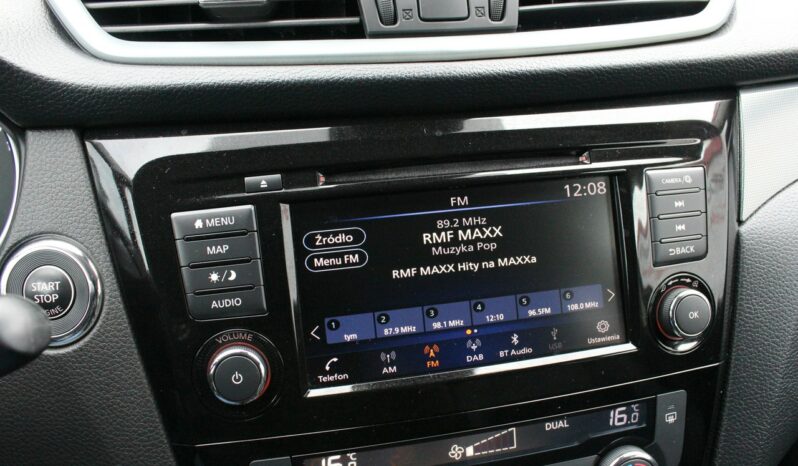 FM
12:08
89.2 MHz
RMF MAXX
Muzyka Pop
RMF MAXX Hity na MAXXa
Źródło
Menu FM
1 tym
2 87.9 MHz
3 98.1 MHz
4 12:10
5 96.5FM
6 108.0 MHz
Telefon
AM
FM
DAB
BT Audio
USB
Ustawienia
MENU
MAP
AUDIO
VOLUME
CAMERA
BACK
OK
START
STOP
ENGINE
16°C
DUAL
16.0°C